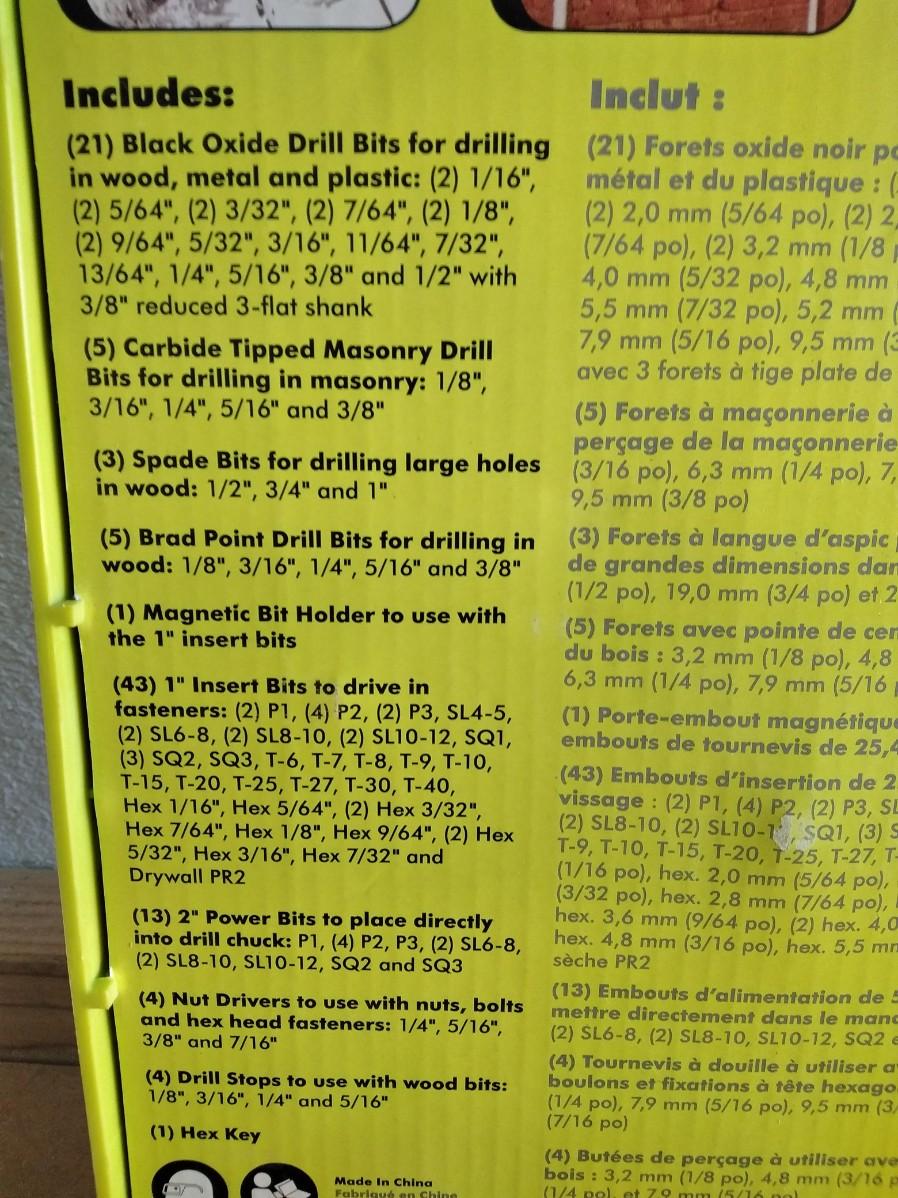 Includes:
(21) Black Oxide Drill Bits for drilling
in wood, metal and plastic: (2) 1/16",
(2) 5/64", (2) 3/32", (2) 7/64", (2) 1/8",
(2) 9/64", 5/32", 3/16", 11/64", 7/32",
13/64", 1/4", 5/16", 3/8" and 1/2" with
3/8" reduced 3-flat shank
(5) Carbide Tipped Masonry Drill
Bits for drilling in masonry: 1/8",
3/16", 1/4", 5/16" and 3/8"
(3) Spade Bits for drilling large holes
in wood: 1/2", 3/4" and 1"
(5) Brad Point Drill Bits for drilling in
wood: 1/8", 3/16", 1/4", 5/16" and 3/8"
(1) Magnetic Bit Holder to use with
the 1" insert bits
(43) 1" Insert Bits to drive in
fasteners: (2) P1, (4) P2, (2) P3, SL4-5,
(2) SL6-8, (2) SL8-10, (2) SL10-12, SQ1,
(3) SQ2, SQ3, T-6, T-7, T-8, T-9, T-10,
T-15, T-20, T-25, T-27, T-30, T-40,
Hex 1/16", Hex 5/64", (2) Hex 3/32",
Hex 7/64", Hex 1/8", Hex 9/64", (2) Hex
5/32", Hex 3/16", Hex 7/32" and
Drywall PR2
(13) 2" Power Bits to place directly
into drill chuck: P1, (4) P2, P3, (2) SL6-8,
(2) SL8-10, SL10-12, SQ2 and SQ3
(4) Nut Drivers to use with nuts, bolts
and hex head fasteners: 1/4", 5/16",
3/8" and 7/16"
(4) Drill Stops to use with wood bits:
1/8", 3/16", 1/4" and 5/16"
(1) Hex Key
Made In China
Fabriqué en Chine
Inclut :
(21) Forets oxide noir
métal et du plastique :
(2) 2,0 mm (5/64 po), (2)
(7/64 po), (2) 3,2 mm (1/8
4,0 mm (5/32 po), 4,8 mm
5,5 mm (7/32 po), 5,2 mm
7,9 mm (5/16 po), 9,5 mm
avec 3 forets à tige plate de
(5) Forets à maçonnerie à
perçage de la maçonnerie
(3/16 po), 6,3 mm (1/4 po),
9,5 mm (3/8 po)
(3) Forets à langue d'aspic
de grandes dimensions
(1/2 po), 19,0 mm (3/4 po) et
(5) Forets avec pointe de
du bois : 3,2 mm (1/8 po), 4,8
6,3 mm (1/4 po), 7,9 mm (5/16
(1) Porte-embout magnétique
embouts de tournevis de
(43) Embouts d'insertion de
vissage : (2) P1, (4) P2, (2) P3,
(2) SL8-10, (2) SQ1, (3)
T-9, T-10, T-15, T-20, T-25, T-27,
(1/16 po), hex. 2,0 mm (5/64 po),
(3/32 po), hex. 2,8 mm (7/64 po),
hex. 3,6 mm (9/64 po), (2) hex.
hex. 4,8 mm (3/16 po), hex. 5,5
sèche PR2
(13) Embouts d'alimentation de
mettre directement dans le
(2) SL6-8, (2) SL8-10, SL10-12, SQ2
(4) Tournevis à douille à utiliser
boulons et fixations à tête
(1/4 po), 7,9 mm (5/16 po), 9,5 mm
(7/16 po)
(4) Butées de perçage à utiliser
bois : 3,2 mm (1/8 po), 4,8 mm (3/16
(1/4 po), et 7,9 mm (5/16 po)